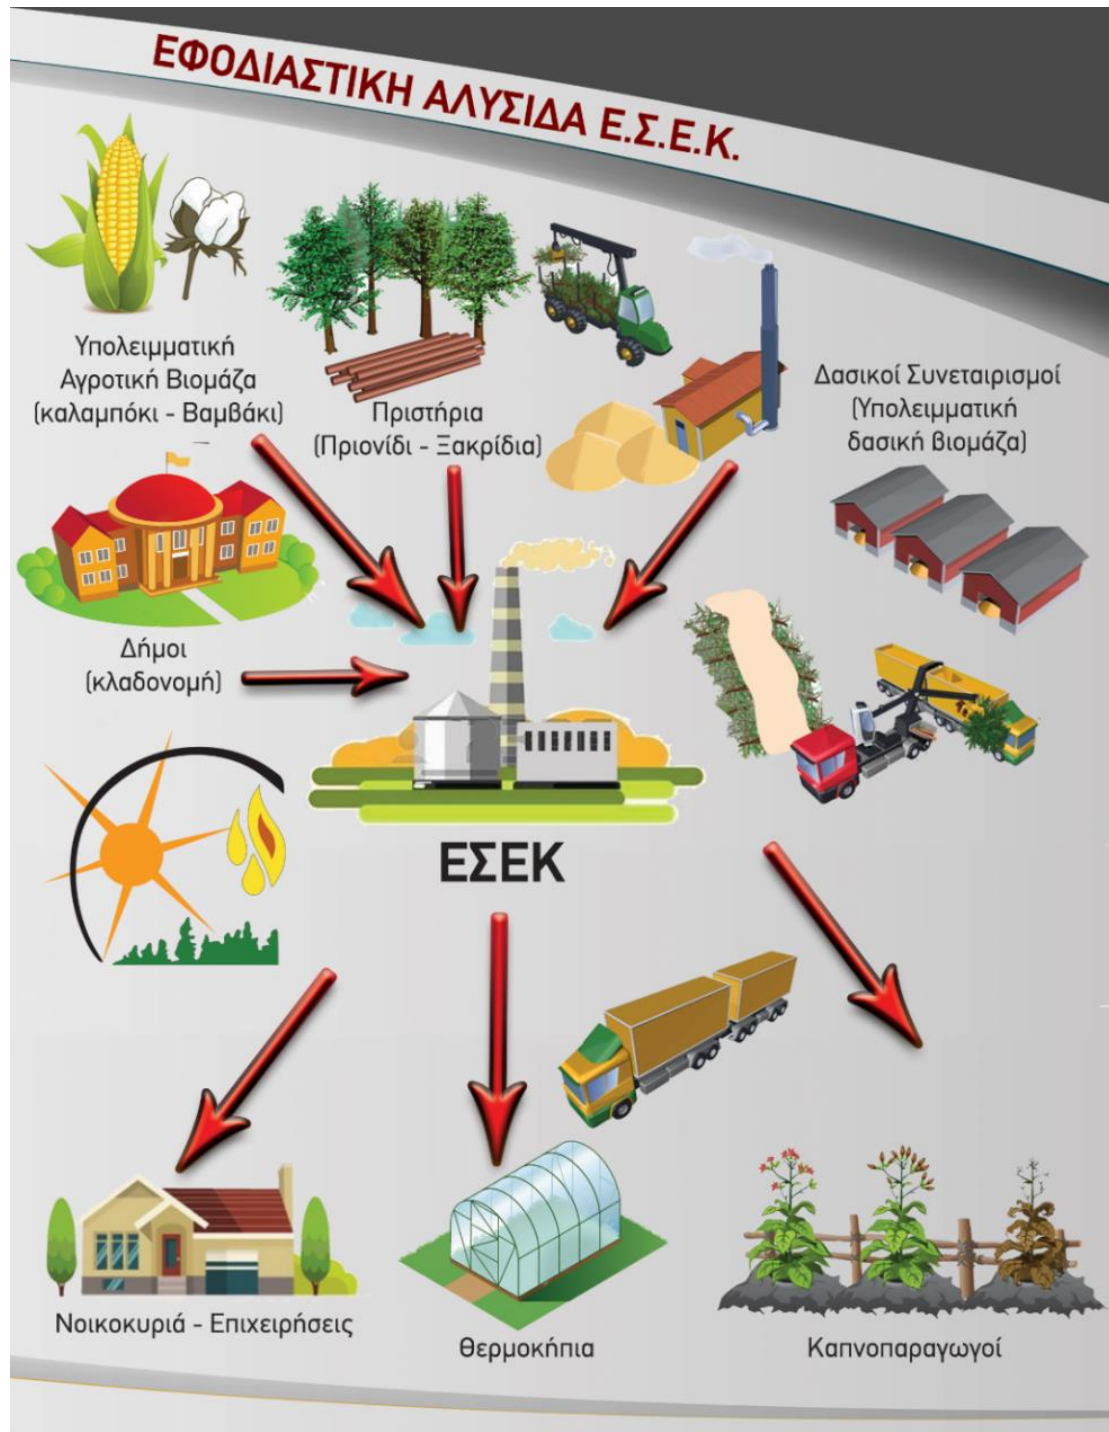 ΕΦΟΔΙΑΣΤΙΚΗ ΑΛΥΣΙΔΑ Ε.Σ.Ε.Κ.
Υπολειμματική
Αγροτική Βιομάζα
(καλαμπόκι - Βαμβάκι)
Πριστήρια
(Πριονίδι - Ξακρίδια)
Δασικοί Συνεταιρισμοί
(Υπολειμματική
δασική βιομάζα)
Δήμοι
(κλαδονομή)
ΕΣΕΚ
Νοικοκυριά - Επιχειρήσεις
Θερμοκήπια
Καπνοπαραγωγοί